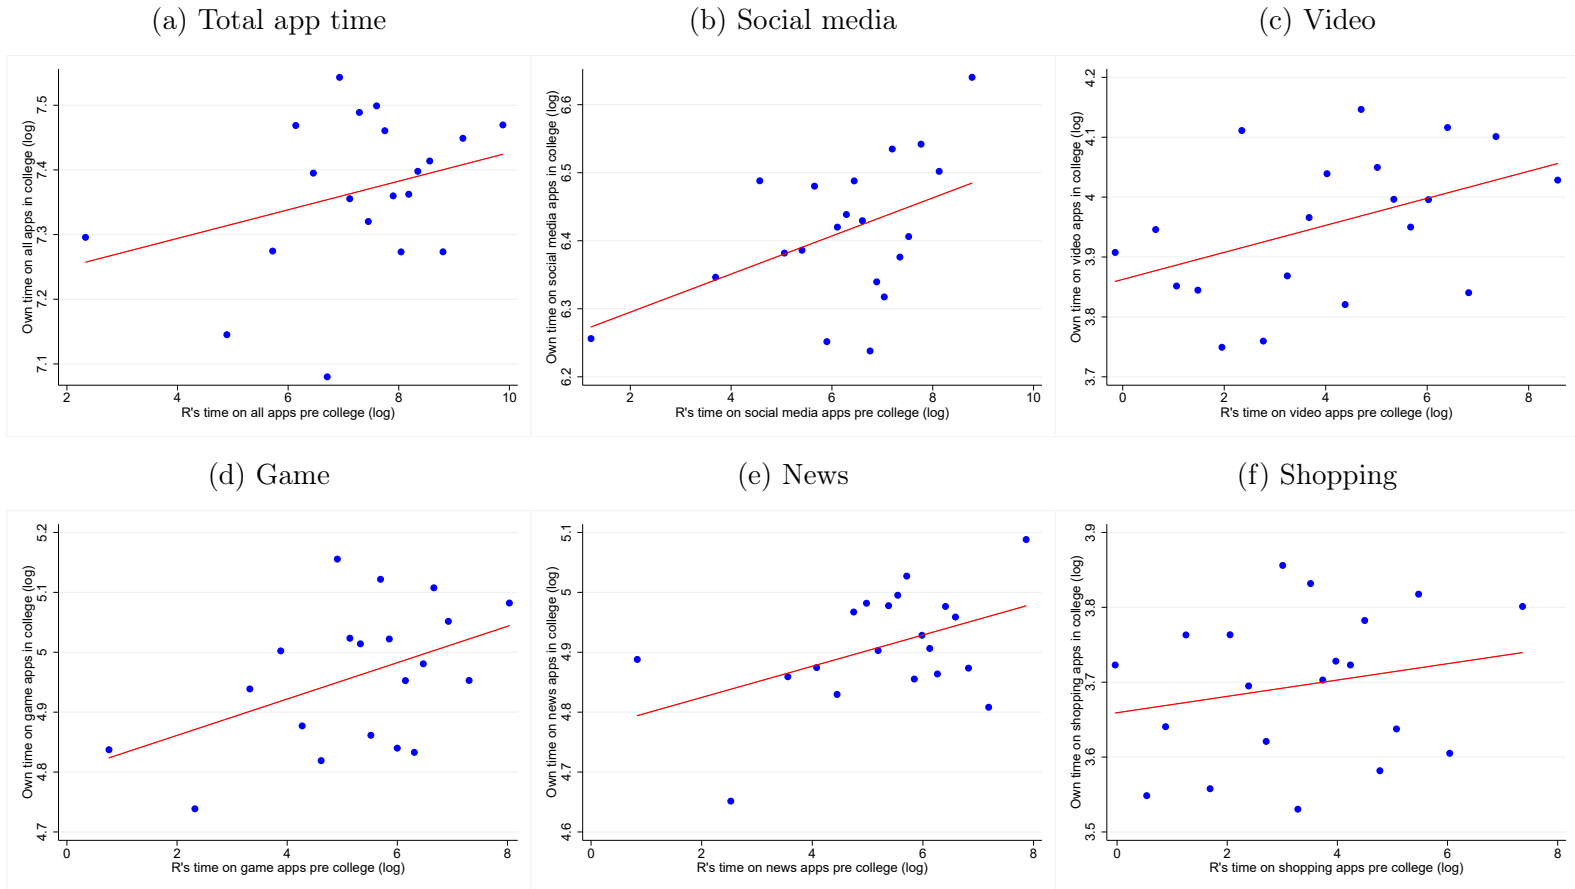 (a) Total app time
(b) Social media
(c) Video
Own time on all apps in college (log)
7.5
7.4
7.3
7.2
7.1
2 4 6 8 10
R's time on all apps pre college (log)
Own time on social media apps in college (log)
6.6
6.5
6.4
6.3
6.2
2 4 6 8 10
R's time on social media apps pre college (log)
Own time on video apps in college (log)
4.2
4.1
4
3.9
3.8
3.7
0 2 4 6 8
R's time on video apps pre college (log)
(d) Game
(e) News
(f) Shopping
Own time on game apps in college (log)
5.2
5.1
5
4.9
4.8
4.7
0 2 4 6 8
R's time on game apps pre college (log)
Own time on news apps in college (log)
5.1
5
4.9
4.8
4.7
4.6
0 2 4 6 8
R's time on news apps pre college (log)
Own time on shopping apps in college (log)
3.9
3.8
3.7
3.6
3.5
0 2 4 6 8
R's time on shopping apps pre college (log)